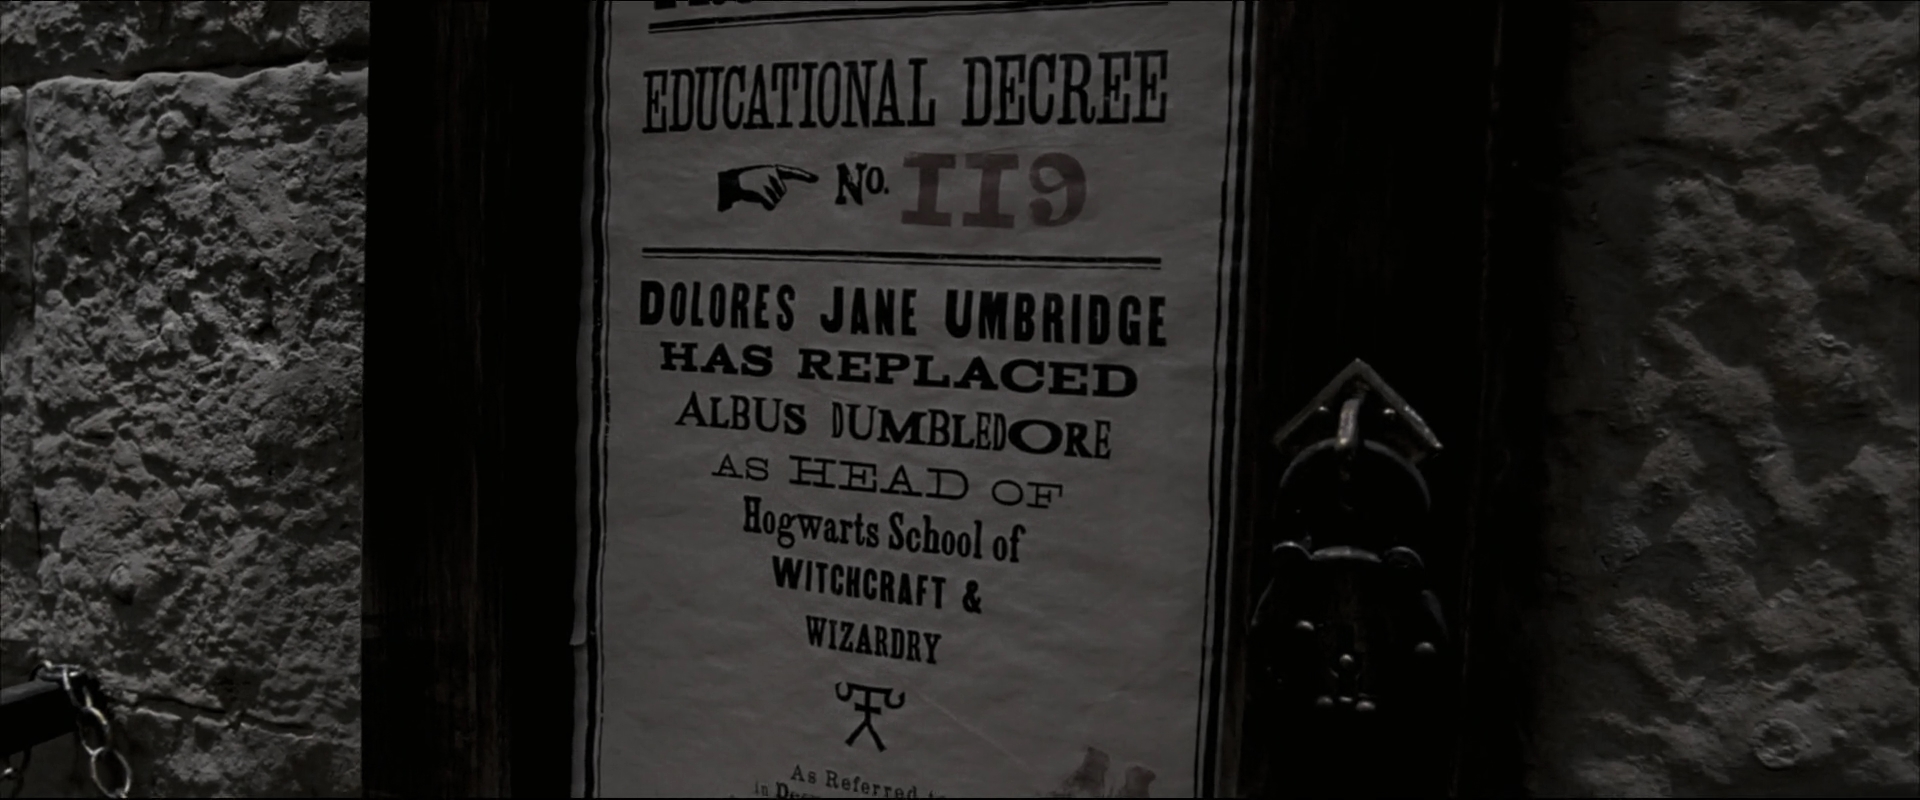 EDUCATIONAL DECREE
No. 119
DOLORES JANE UMBRIDGE
HAS REPLACED
ALBUS DUMBLEDORE
AS HEAD OF
Hogwarts School of
WITCHCRAFT &
WIZARDRY
As Referred
in